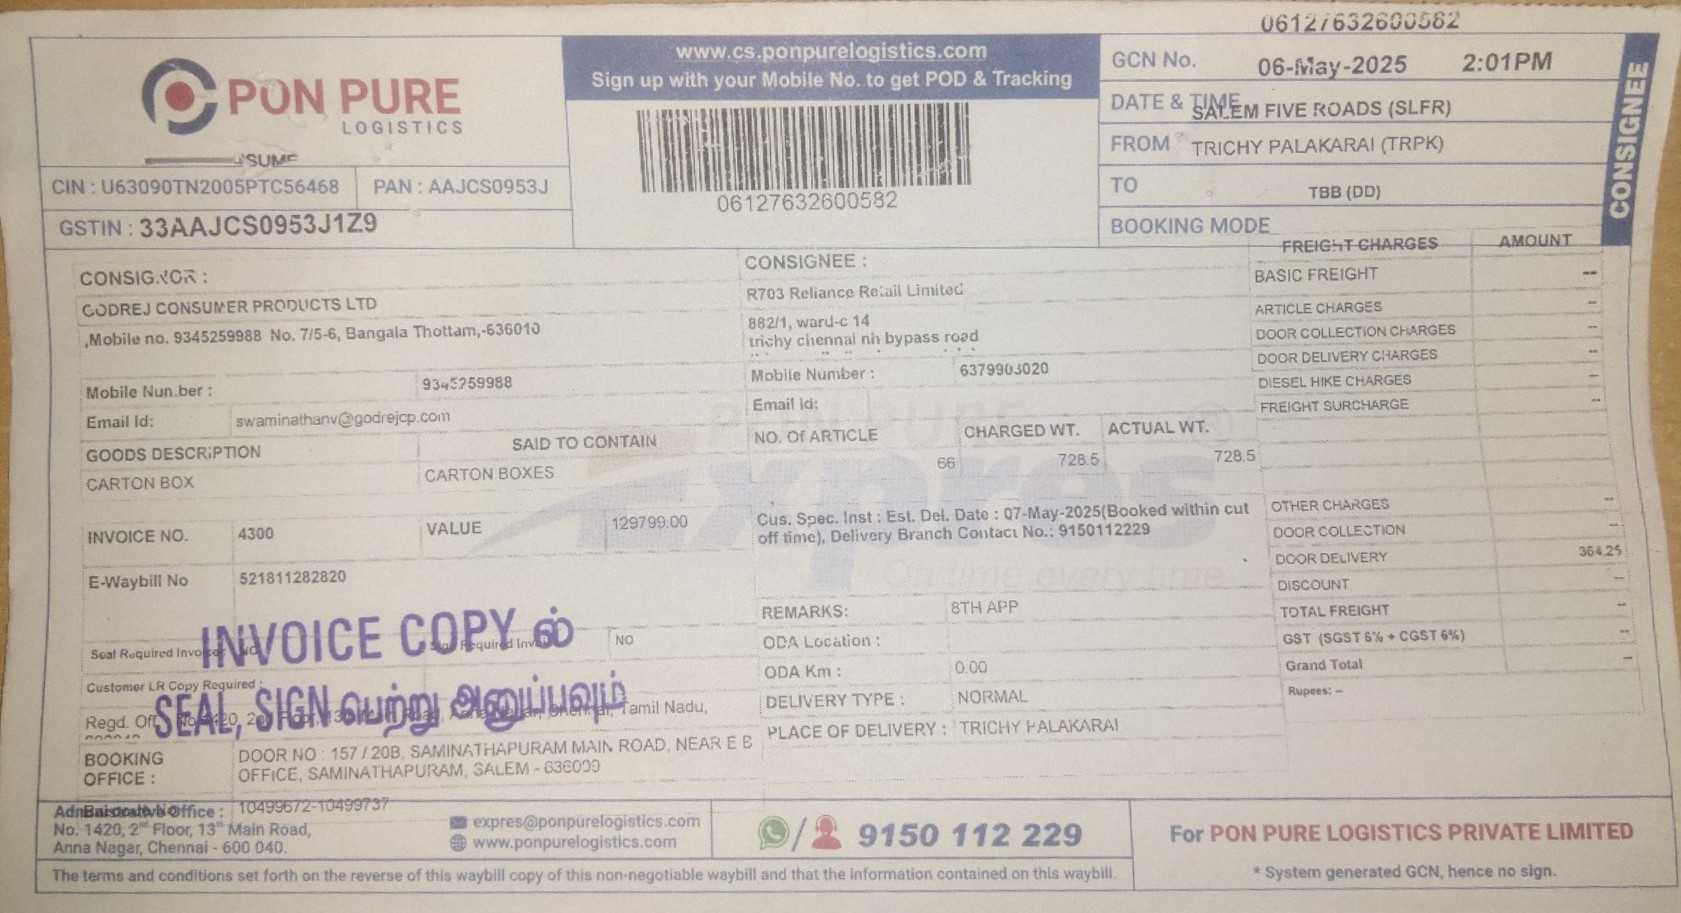 06127632600582
PON PURE
LOGISTICS
CIN : U63090TN2005PTC56468
PAN : AAJCS0953J
GSTIN : 33AAJCS0953J1Z9
www.cs.ponpurelogistics.com
Sign up with your Mobile No. to get POD & Tracking
06127632600582
GCN No.
06-May-2025 2:01PM
DATE & TIME
SALEM FIVE ROADS (SLFR)
FROM
TRICHY PALAKARAI (TRPK)
TO
TBB (DD)
BOOKING MODE
CONSIGNEE
CONSIGNOR :
GODREJ CONSUMER PRODUCTS LTD
,Mobile no. 9345259988 No. 7/5-6, Bangala Thottam,-636010
Mobile Number : 9345259988
Email Id: swaminathanv@godrejcp.com
GOODS DESCRIPTION SAID TO CONTAIN
CARTON BOX CARTON BOXES
INVOICE NO. 4300 VALUE 129799.00
E-Waybill No 521811282820
CONSIGNEE :
R703 Reliance Retail Limited
882/1, ward-c 14
trichy chennai nh bypass road
Mobile Number : 6379903020
Email Id:
NO. Of ARTICLE CHARGED WT. ACTUAL WT.
66 728.5 728.5
Cus. Spec. Inst : Est. Del. Date : 07-May-2025(Booked within cut
off time), Delivery Branch Contact No.: 9150112229
On time every time
REMARKS: 8TH APP
ODA Location :
ODA Km : 0.00
DELIVERY TYPE : NORMAL
PLACE OF DELIVERY : TRICHY PALAKARAI
FREIGHT CHARGES AMOUNT
BASIC FREIGHT --
ARTICLE CHARGES --
DOOR COLLECTION CHARGES --
DOOR DELIVERY CHARGES --
DIESEL HIKE CHARGES --
FREIGHT SURCHARGE --
OTHER CHARGES --
DOOR COLLECTION --
DOOR DELIVERY 364.25
DISCOUNT --
TOTAL FREIGHT --
GST (SGST 6% + CGST 6%) --
Grand Total --
Rupees: --
INVOICE COPY ல்
SEAL, SIGN பெற்று அனுப்பவும்
Seal Required Invoice: NO Required NO
Customer LR Copy Required :
Regd. Off Tamil Nadu,
BOOKING
OFFICE :
DOOR NO : 157 / 20B, SAMINATHAPURAM MAIN ROAD, NEAR E B
OFFICE, SAMINATHAPURAM, SALEM - 636009
10499672-10499737
Administrative Office :
No. 1420, 2nd Floor, 13th Main Road,
Anna Nagar, Chennai - 600 040.
expres@ponpurelogistics.com
www.ponpurelogistics.com
9150 112 229
For PON PURE LOGISTICS PRIVATE LIMITED
* System generated GCN, hence no sign.
The terms and conditions set forth on the reverse of this waybill copy of this non-negotiable waybill and that the information contained on this waybill.